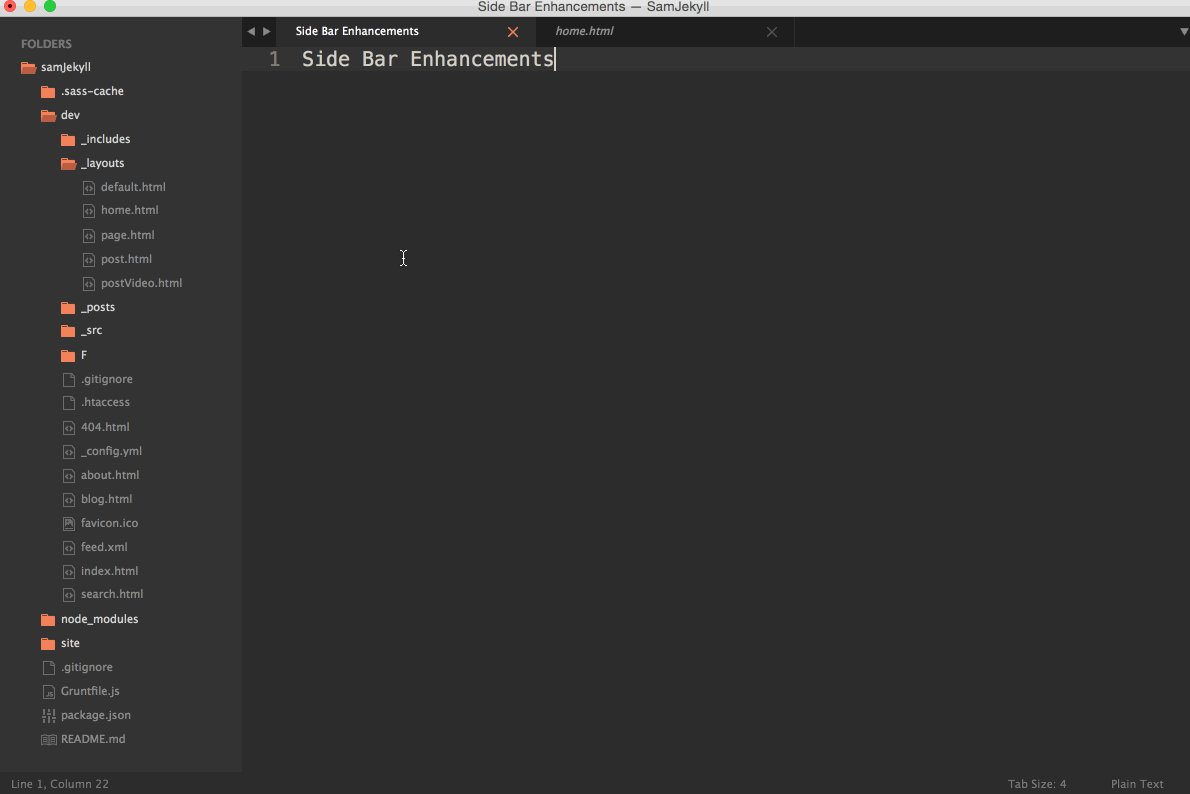 Side Bar Enhancements — SamJekyll
FOLDERS
samJekyll
.sass-cache
dev
_includes
_layouts
default.html
home.html
page.html
post.html
postVideo.html
_posts
_src
F
.gitignore
.htaccess
404.html
_config.yml
about.html
blog.html
favicon.ico
feed.xml
index.html
search.html
node_modules
site
.gitignore
Gruntfile.js
package.json
README.md
Side Bar Enhancements
home.html
1 Side Bar Enhancements
Line 1, Column 22
Tab Size: 4
Plain Text